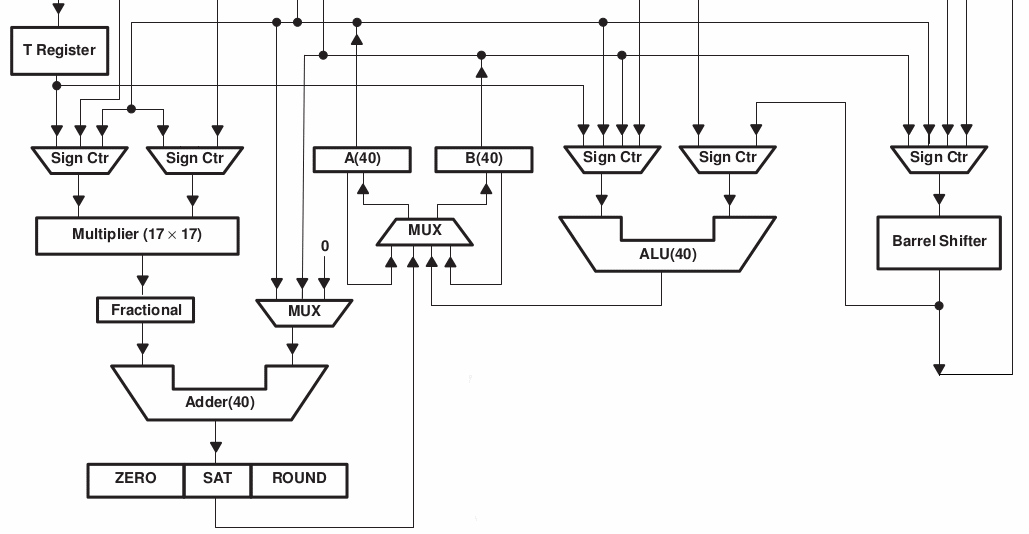 T Register
Sign Ctr
Sign Ctr
A(40)
B(40)
Sign Ctr
Sign Ctr
Sign Ctr
Multiplier (17 × 17)
MUX
0
ALU(40)
Barrel Shifter
Fractional
MUX
Adder(40)
ZERO
SAT
ROUND